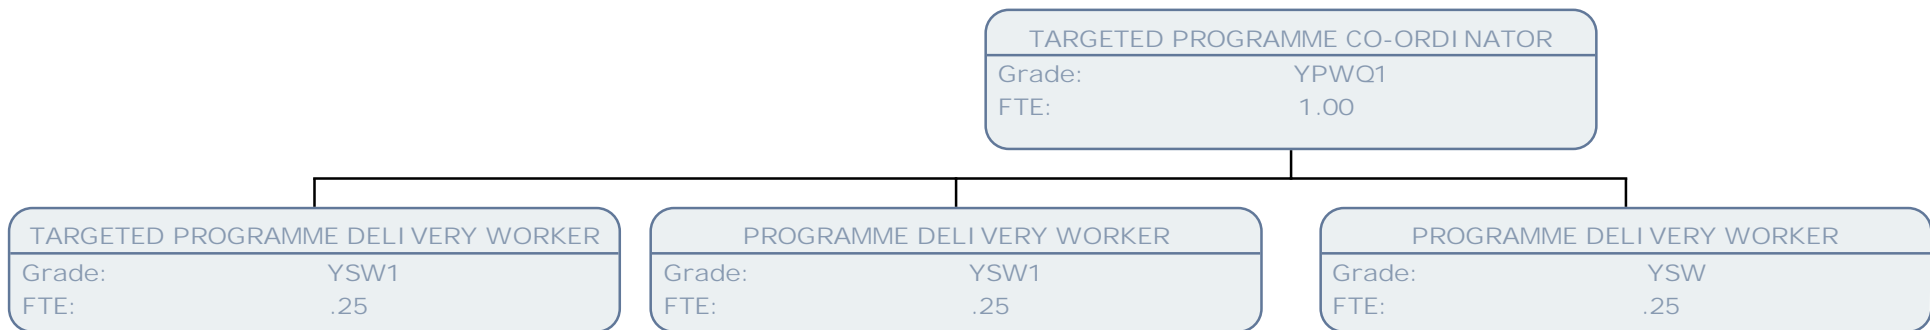 TARGETED PROGRAMME CO-ORDINATOR
Grade: YPWQ1
FTE: 1.00
TARGETED PROGRAMME DELIVERY WORKER
Grade: YSW1
FTE: .25
PROGRAMME DELIVERY WORKER
Grade: YSW1
FTE: .25
PROGRAMME DELIVERY WORKER
Grade: YSW
FTE: .25